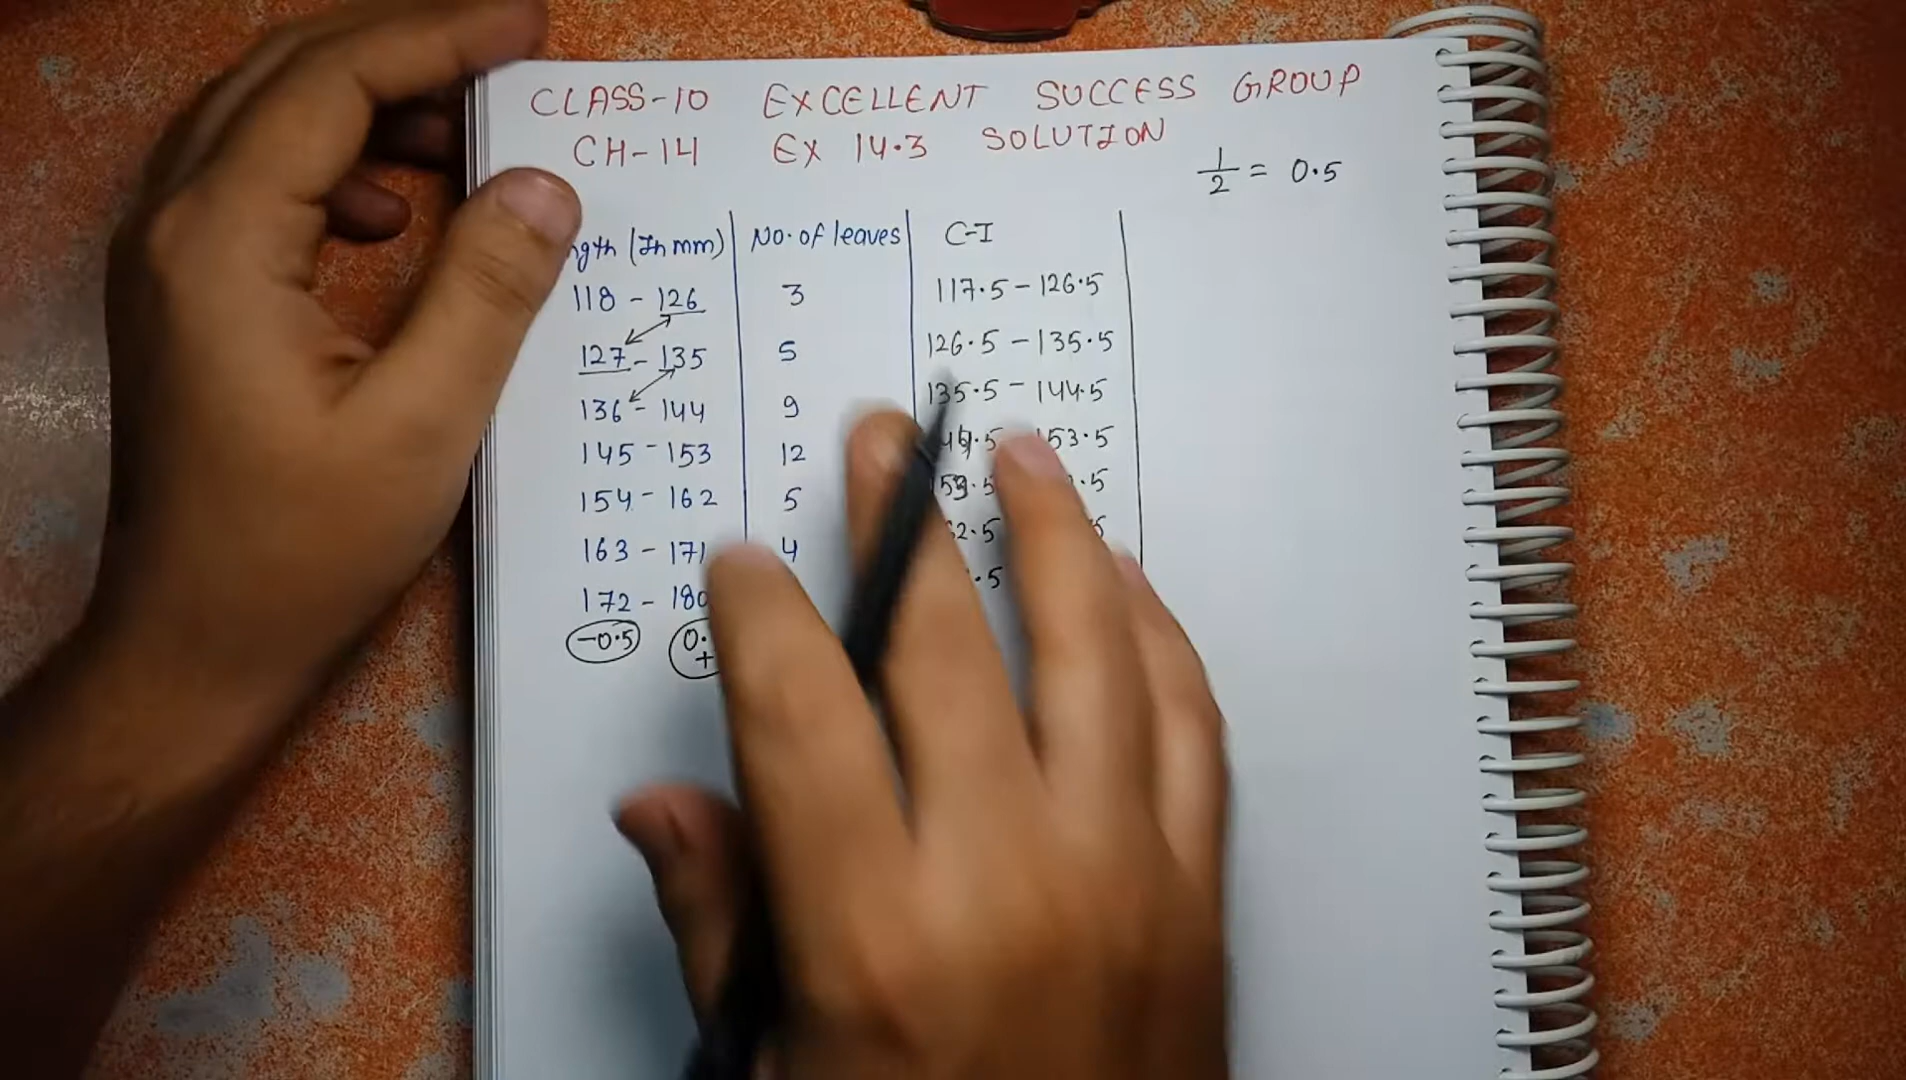 CLASS-10 EXCELLENT SUCCESS GROUP
CH-14 EX 14.3 SOLUTION
1/2 = 0.5
(In mm) No. of leaves C-I
118 - 126 3 117.5 - 126.5
127 - 135 5 126.5 - 135.5
136 - 144 9 135.5 - 144.5
145 - 153 12 153.5
154 - 162 5
163 - 171 4
172 - 180
-0.5